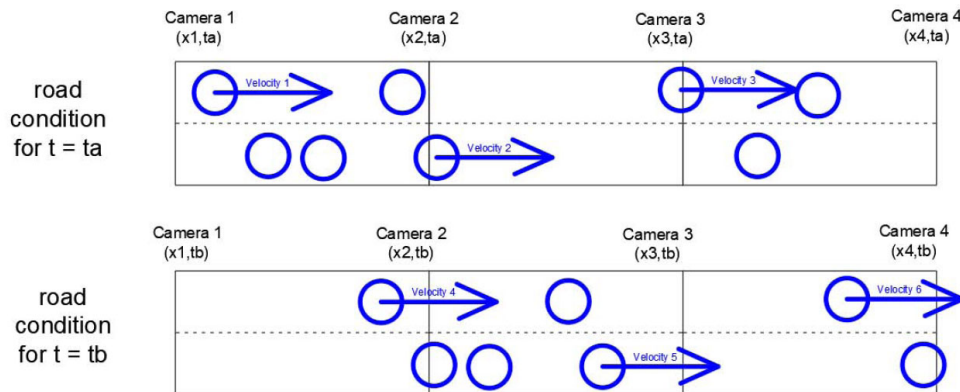 Camera 1
Camera 2
Camera 3
Camera 4
(x1,ta)
(x2,ta)
(x3,ta)
(x4,ta)
road
condition
for t = ta
Velocity 1
Velocity 3
Velocity 2
Camera 1
Camera 2
Camera 3
Camera 4
(x1,tb)
(x2,tb)
(x3,tb)
(x4,tb)
road
condition
for t = tb
Velocity 4
Velocity 6
Velocity 5